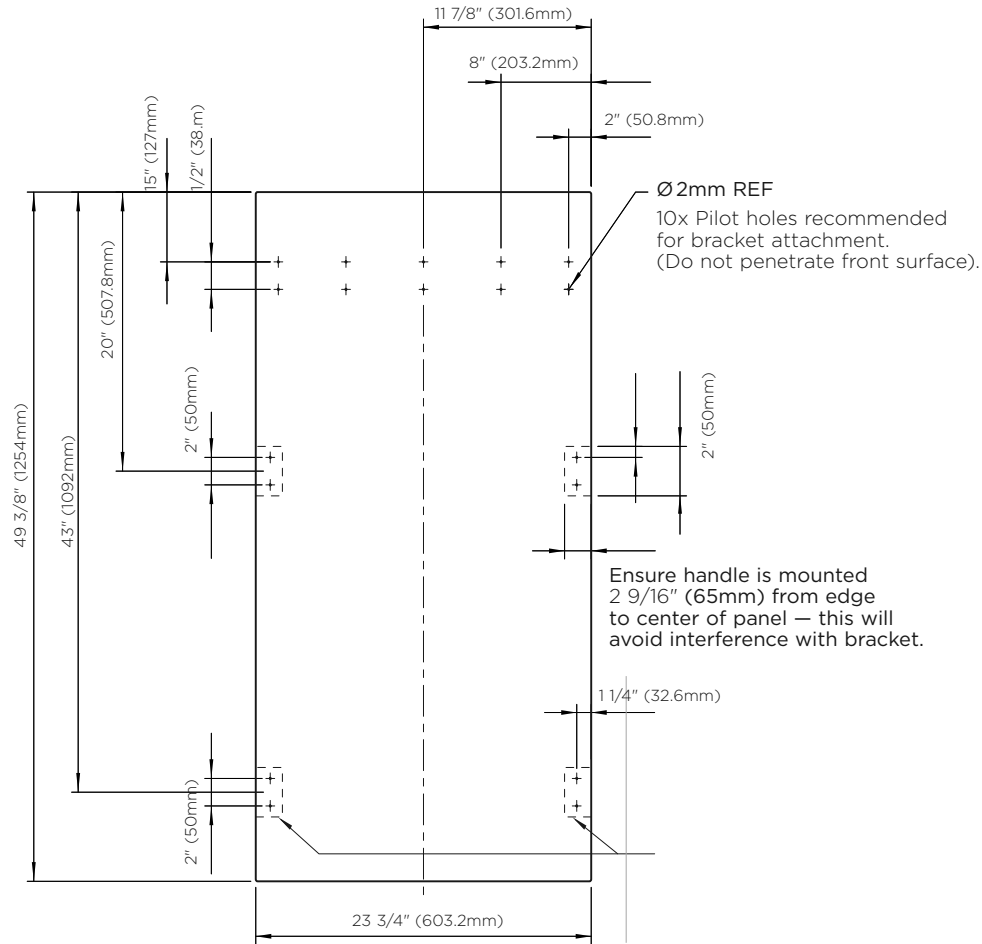 11 7/8" (301.6mm)
8" (203.2mm)
2" (50.8mm)
15" (127mm)
1/2" (38.m)
Ø2mm REF
10x Pilot holes recommended
for bracket attachment.
(Do not penetrate front surface).
20" (507.8mm)
2" (50mm)
2" (50mm)
49 3/8" (1254mm)
43" (1092mm)
Ensure handle is mounted
2 9/16" (65mm) from edge
to center of panel — this will
avoid interference with bracket.
1 1/4" (32.6mm)
2" (50mm)
23 3/4" (603.2mm)